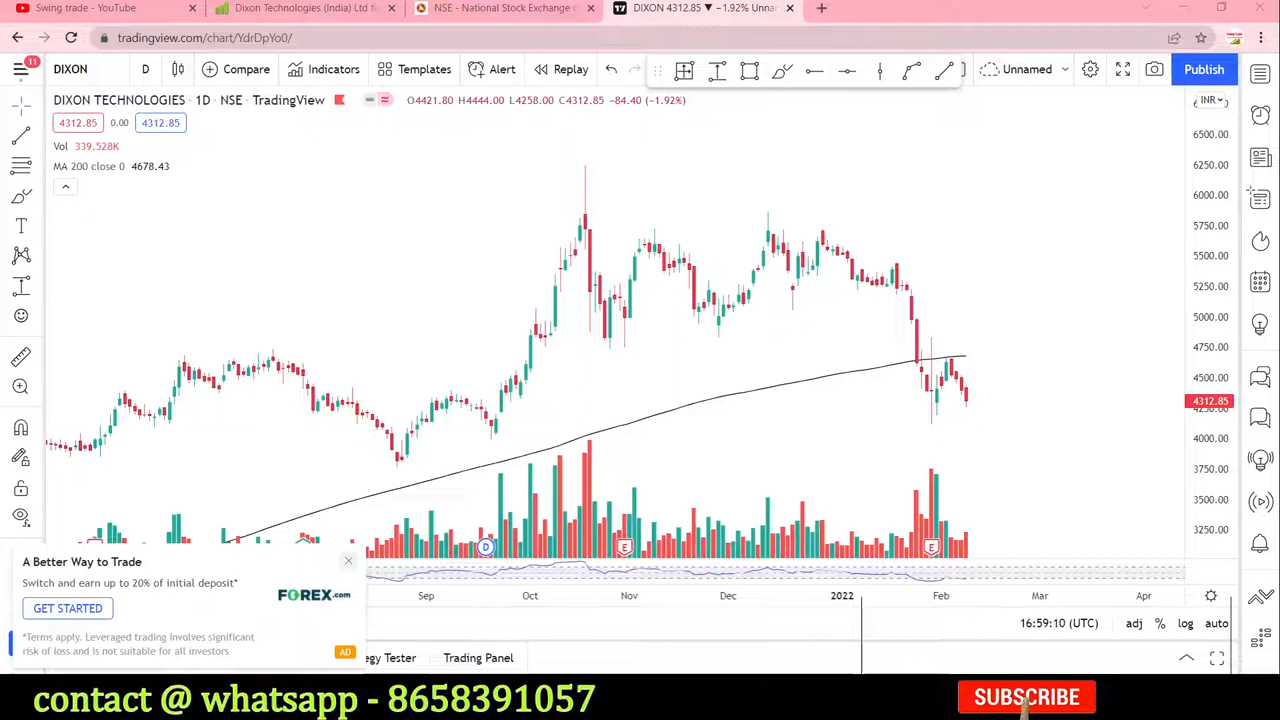 Swing trade - YouTube
Dixon Technologies (India) Ltd fi
NSE - National Stock Exchange o
DIXON 4312.85 ▼ −1.92% Unnar
tradingview.com/chart/YdrDpYo0/
11
DIXON
D
Compare
Indicators
Templates
Alert
Replay
Unnamed
Publish
DIXON TECHNOLOGIES · 1D · NSE · TradingView
O4421.80 H4444.00 L4258.00 C4312.85 −84.40 (−1.92%)
INR
4312.85
0.00
4312.85
Vol 339.528K
MA 200 close 0 4678.43
6500.00
6250.00
6000.00
5750.00
5500.00
5250.00
5000.00
4750.00
4500.00
4312.85
4250.00
4000.00
3750.00
3500.00
3250.00
D
E
E
A Better Way to Trade
Switch and earn up to 20% of initial deposit*
FOREX.com
GET STARTED
*Terms apply. Leveraged trading involves significant
risk of loss and is not suitable for all investors
AD
Sep
Oct
Nov
Dec
2022
Feb
Mar
Apr
16:59:10 (UTC)
adj
%
log
auto
egy Tester
Trading Panel
contact @ whatsapp - 8658391057
SUBSCRIBE